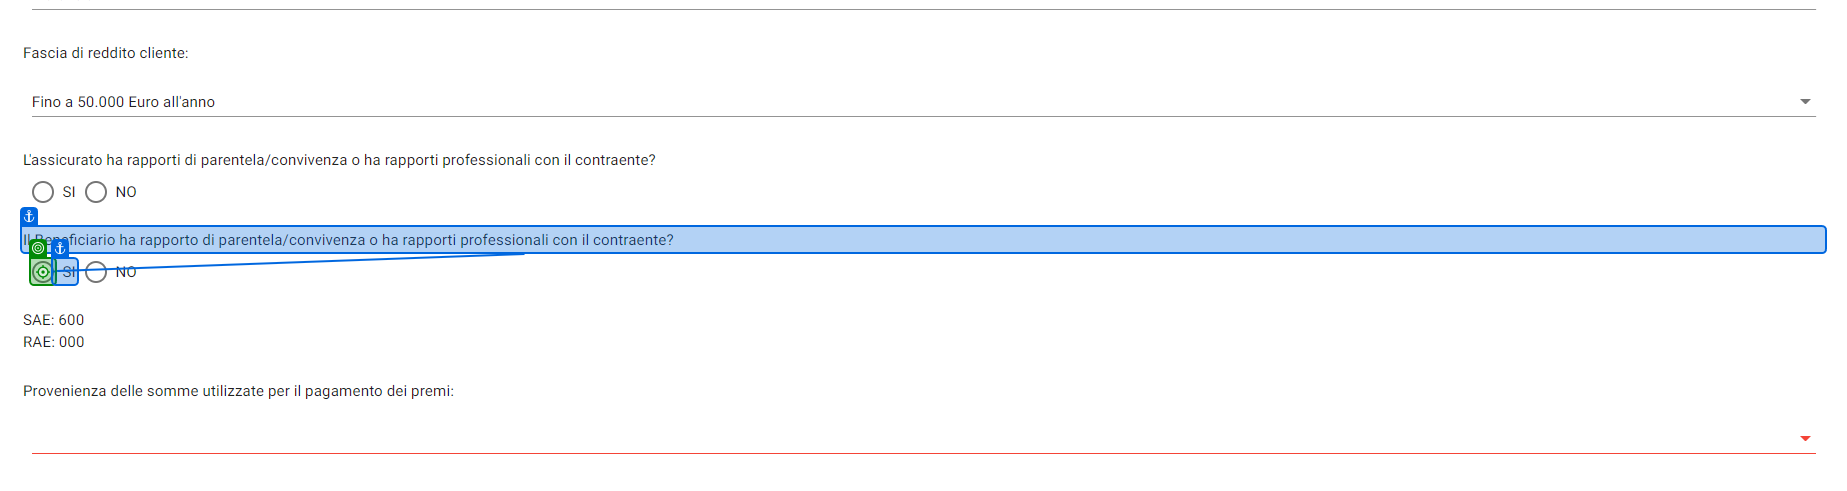 Fascia di reddito cliente:
Fino a 50.000 Euro all'anno
L'assicurato ha rapporti di parentela/convivenza o ha rapporti professionali con il contraente?
SI NO
Il Beneficiario ha rapporto di parentela/convivenza o ha rapporti professionali con il contraente?
SI NO
SAE: 600
RAE: 000
Provenienza delle somme utilizzate per il pagamento dei premi: